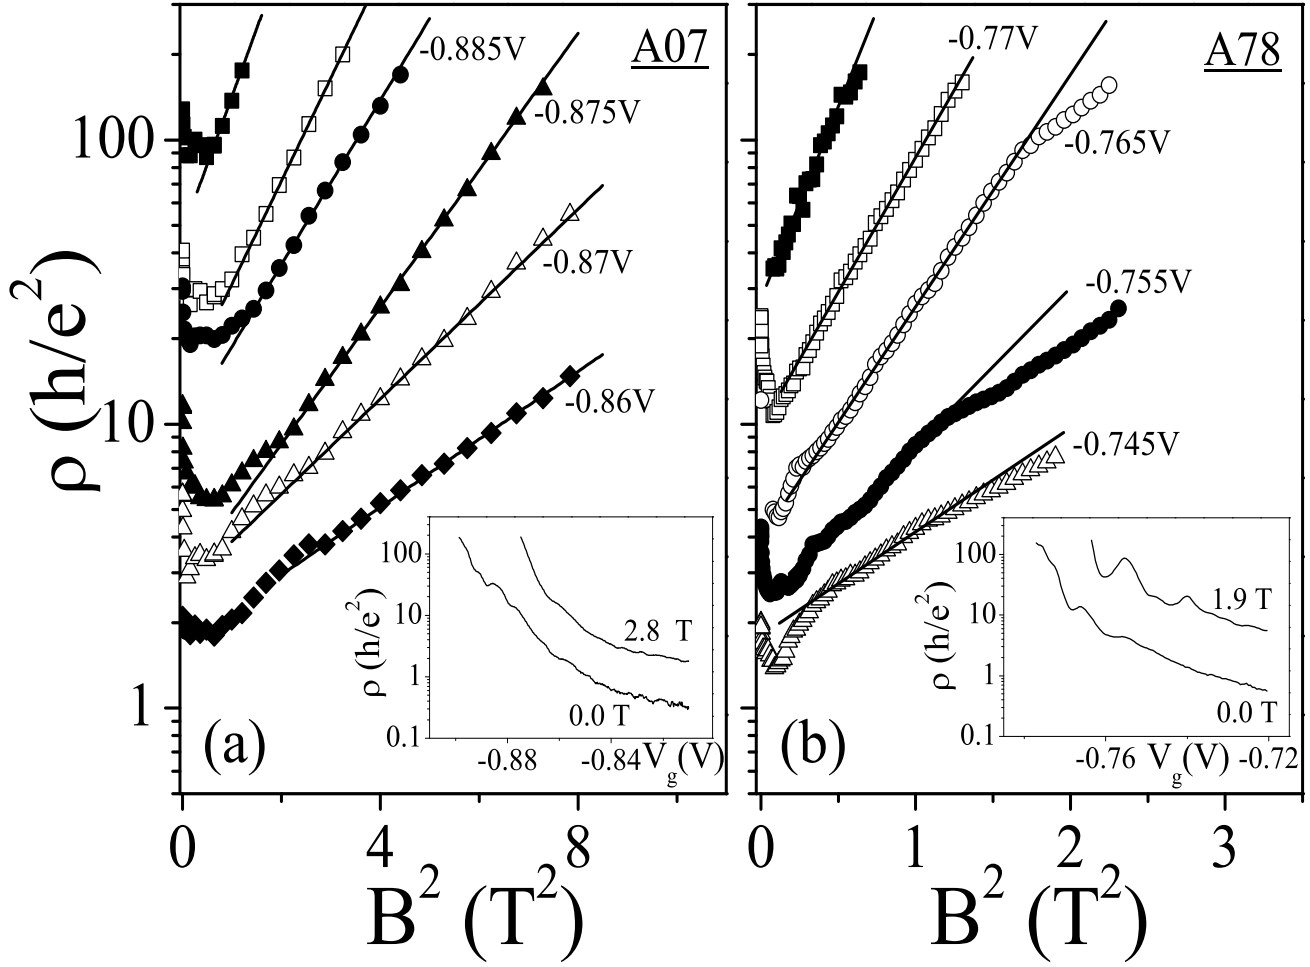 A07
A78
-0.885V
-0.875V
-0.87V
-0.86V
-0.77V
-0.765V
-0.755V
-0.745V
ρ (h/e²)
100
10
1
(a)
ρ (h/e²)
100
10
1
0.1
2.8 T
0.0 T
-0.88
-0.84
V_g(V)
(b)
ρ (h/e²)
100
10
1
0.1
1.9 T
0.0 T
-0.76
V_g(V)
-0.72
0 4 8
B² (T²)
0 1 2 3
B² (T²)